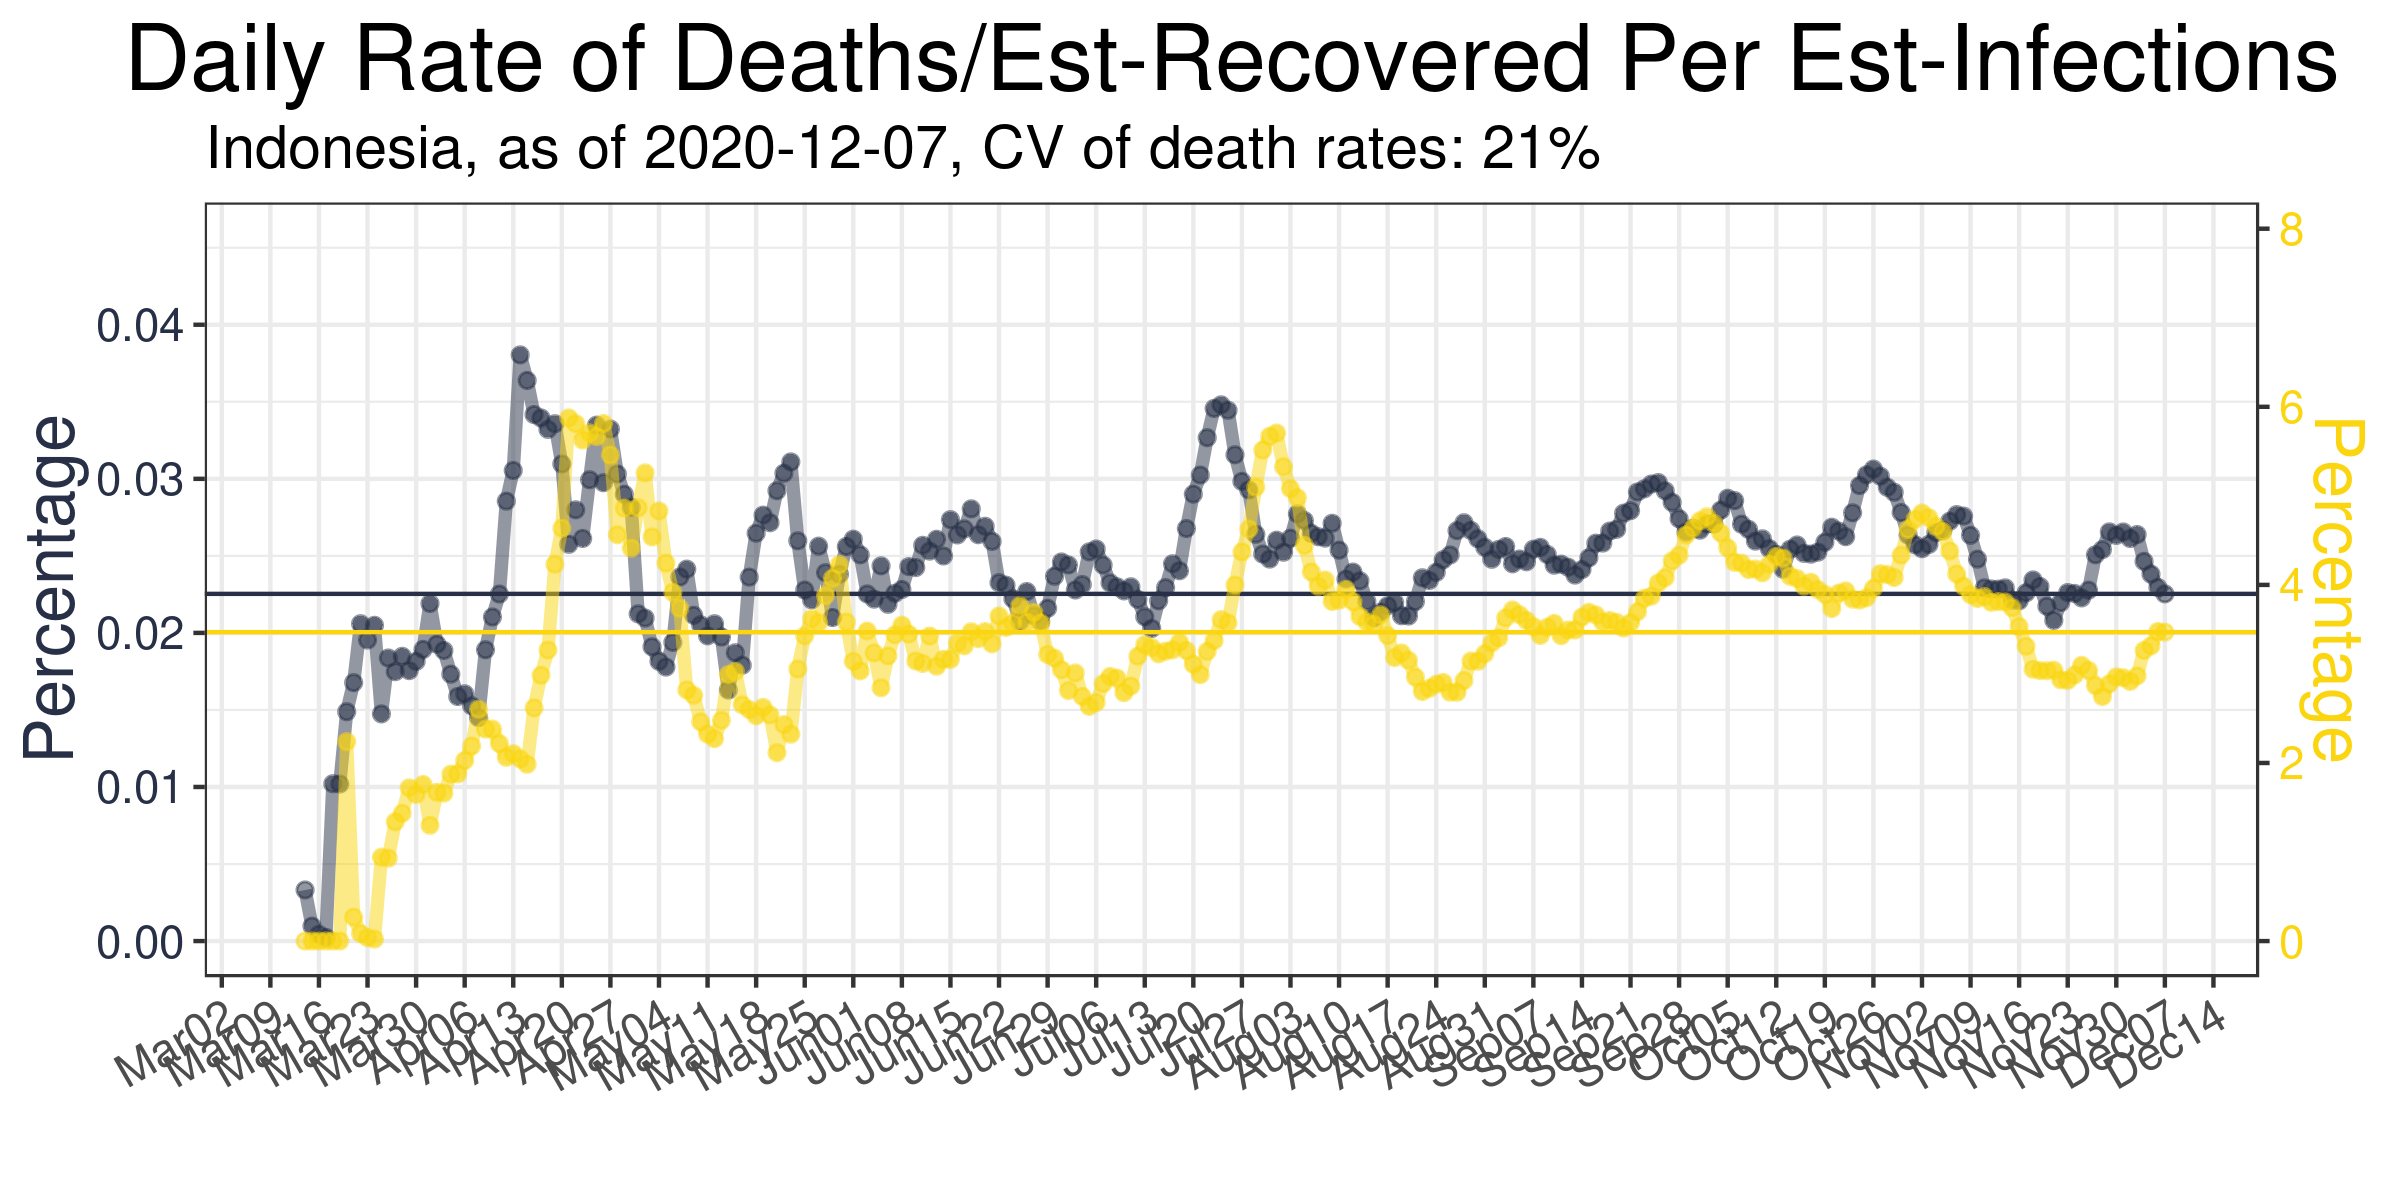 Daily Rate of Deaths/Est-Recovered Per Est-Infections
Indonesia, as of 2020-12-07, CV of death rates: 21%
Percentage
0.04
0.03
0.02
0.01
0.00
8
6
4
2
0
Percentage
Mar02
Mar09
Mar16
Mar23
Mar30
Apr06
Apr13
Apr20
Apr27
May04
May11
May18
May25
Jun01
Jun08
Jun15
Jun22
Jun29
Jul06
Jul13
Jul20
Jul27
Aug03
Aug10
Aug17
Aug24
Aug31
Sep07
Sep14
Sep21
Sep28
Oct05
Oct12
Oct19
Oct26
Nov02
Nov09
Nov16
Nov23
Nov30
Dec07
Dec14